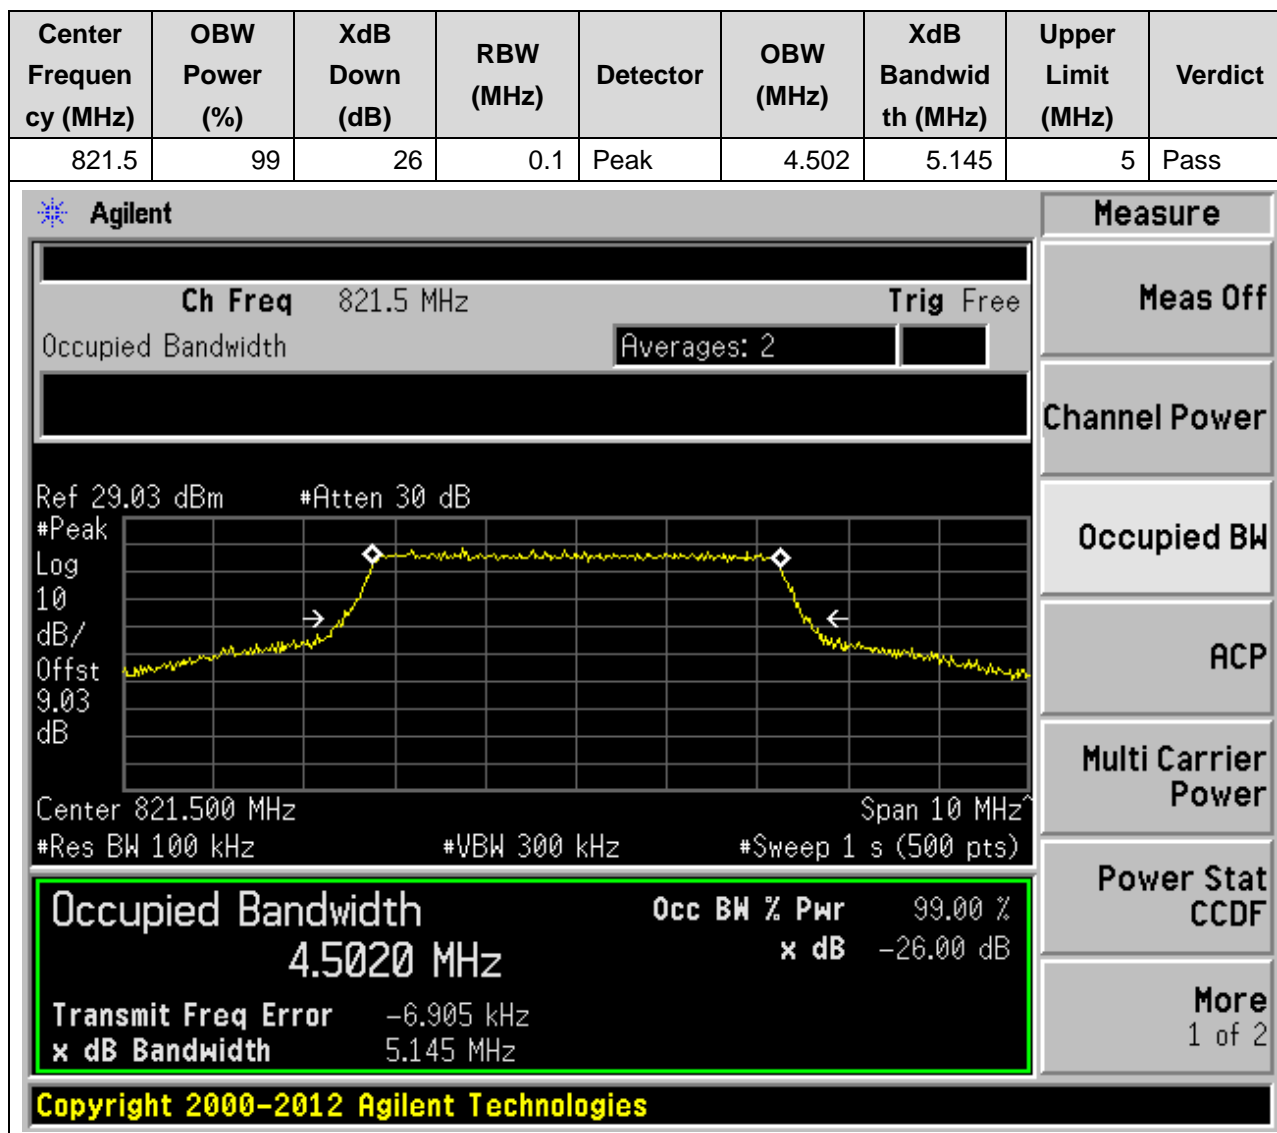 Center Frequen cy (MHz) OBW Power (%) XdB Down (dB) RBW (MHz) Detector OBW (MHz) XdB Bandwid th (MHz) Upper Limit (MHz) Verdict
821.5 99 26 0.1 Peak 4.502 5.145 5 Pass
Agilent
Measure
Ch Freq 821.5 MHz Trig Free
Meas Off
Occupied Bandwidth Averages: 2
Channel Power
Ref 29.03 dBm #Atten 30 dB
#Peak
Log
10
dB/
Offst
9.03
dB
Occupied BW
ACP
Center 821.500 MHz Span 10 MHz^
#Res BW 100 kHz #VBW 300 kHz #Sweep 1 s (500 pts)
Multi Carrier
Power
Occupied Bandwidth Occ BW % Pwr 99.00 %
4.5020 MHz x dB -26.00 dB
Power Stat
CCDF
Transmit Freq Error -6.905 kHz
x dB Bandwidth 5.145 MHz
More
1 of 2
Copyright 2000-2012 Agilent Technologies